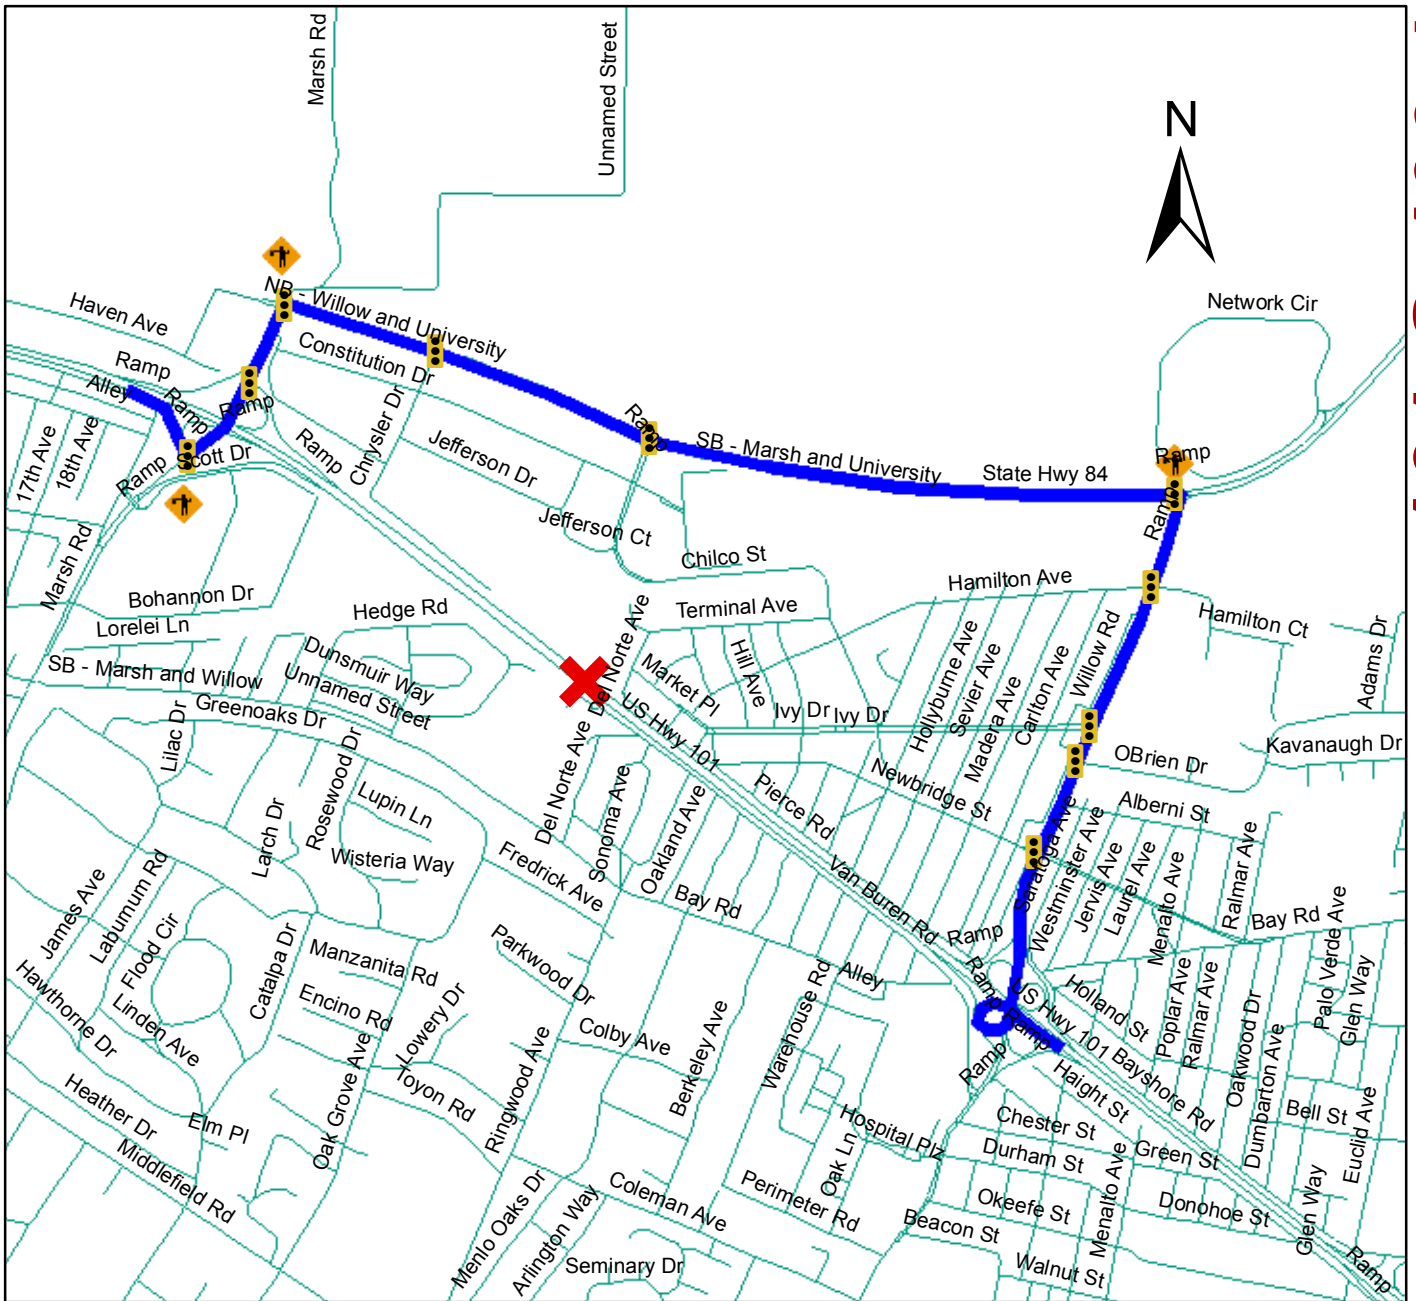 Marsh Rd
Unnamed Street
N
Network Cir
NB - Willow and University
Haven Ave
Constitution Dr
Ramp
Alley
Ramp
Ramp
Chrysler Dr
Ramp
SB - Marsh and University
State Hwy 84
Ramp
Ramp
17th Ave
18th Ave
Ramp
Scott Dr
Ramp
Jefferson Dr
Jefferson Ct
Chilco St
Marsh Rd
Bohannon Dr
Hedge Rd
Terminal Ave
Hamilton Ave
Hamilton Ct
Adams Dr
Lorelei Ln
Dunsmuir Way
Unnamed Street
SB - Marsh and Willow
Greenoaks Dr
Del Norte Ave
Market Pl
Hill Ave
US Hwy 101
Ivy Dr
Ivy Dr
Hollyburne Ave
Sevier Ave
Madera Ave
Carlton Ave
Willow Rd
OBrien Dr
Kavanaugh Dr
Lilac Dr
Rosewood Dr
Larch Dr
Lupin Ln
Wisteria Way
Del Norte Ave
Sonoma Ave
Oakland Ave
Pierce Rd
Newbridge St
Alberni St
Fredrick Ave
Bay Rd
Van Buren Rd
Saratoga Ave
Westminster Ave
Jervis Ave
Laurel Ave
Menalto Ave
Ralmar Ave
Bay Rd
James Ave
Laburnum Rd
Flood Cir
Catalpa Dr
Manzanita Rd
Parkwood Dr
Alley
Ramp
Ramp
Ramp
US Hwy 101
Holland St
Poplar Ave
Ralmar Ave
Oakwood Dr
Dumbarton Ave
Palo Verde Ave
Glen Way
Hawthorne Dr
Linden Ave
Encino Rd
Lowery Dr
Colby Ave
Berkeley Ave
Warehouse Rd
Ramp
Haight St
Bayshore Rd
Heather Dr
Elm Pl
Oak Grove Ave
Toyon Rd
Ringwood Ave
Hospital Plz
Chester St
Durham St
Green St
Bell St
Euclid Ave
Middlefield Rd
Menlo Oaks Dr
Arlington Way
Coleman Ave
Perimeter Rd
Oak Ln
Okeefe St
Beacon St
Menalto Ave
Donohoe St
Glen Way
Seminary Dr
Walnut St
Ramp